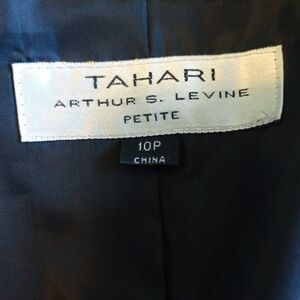 TAHARI
ARTHUR S. LEVINE
PETITE
10P
CHINA